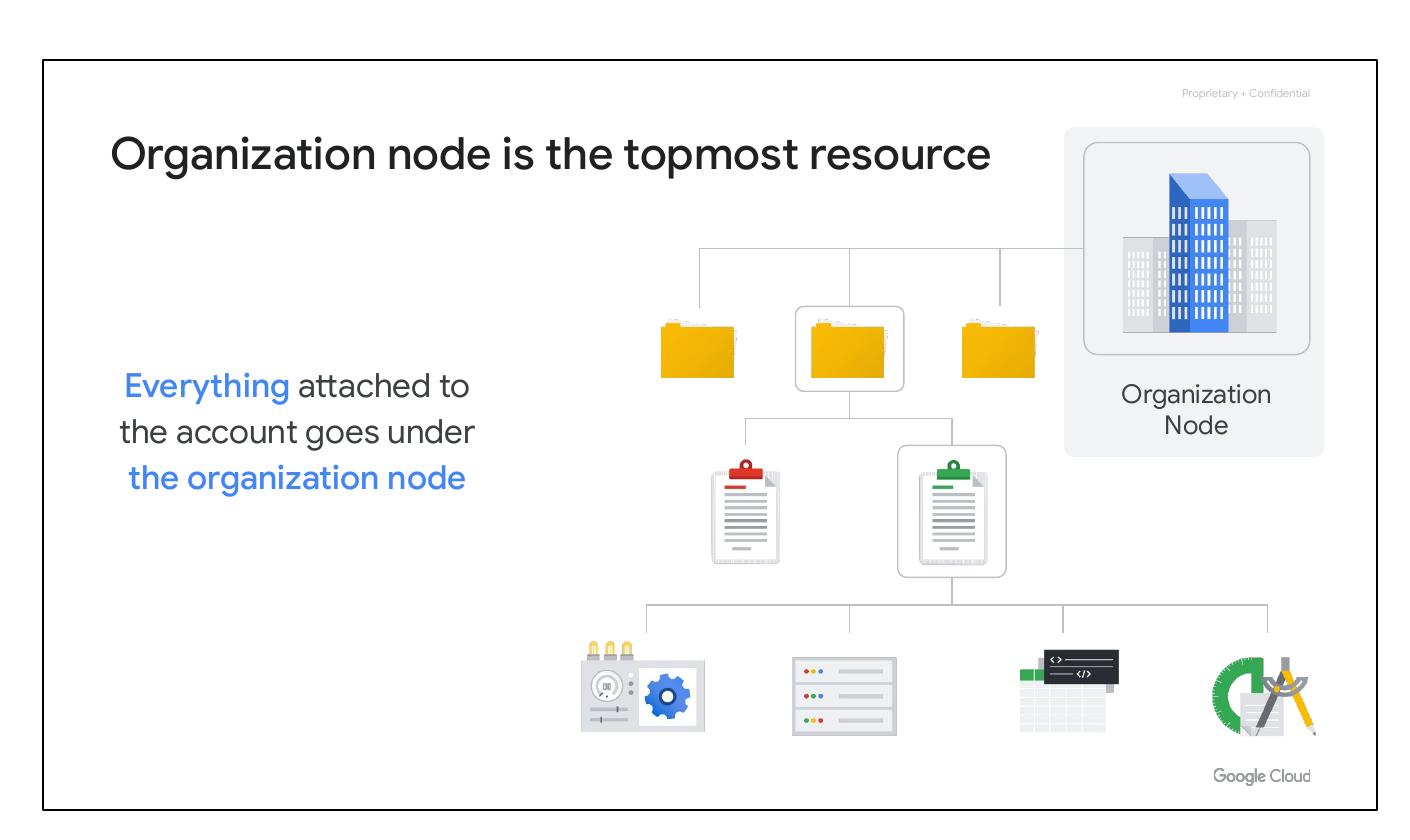 Proprietary + Confidential
Organization node is the topmost resource
Everything attached to
the account goes under
the organization node
Organization
Node
<> 
</>
Google Cloud